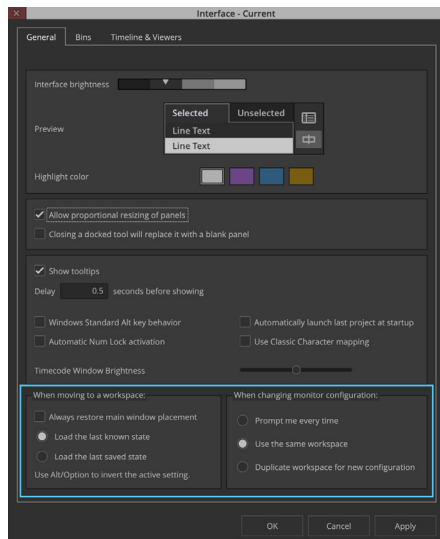 Interface - Current
General Bins Timeline & Viewers
Interface brightness
Preview
Selected Unselected
Line Text
Line Text
Highlight color
Allow proportional resizing of panels
Closing a docked tool will replace it with a blank panel
Show tooltips
Delay 0.5 seconds before showing
Windows Standard Alt key behavior
Automatically launch last project at startup
Automatic Num Lock activation
Use Classic Character mapping
Timecode Window Brightness
When moving to a workspace:
Always restore main window placement
Load the last known state
Load the last saved state
Use Alt/Option to invert the active setting.
When changing monitor configuration:
Prompt me every time
Use the same workspace
Duplicate workspace for new configuration
OK Cancel Apply